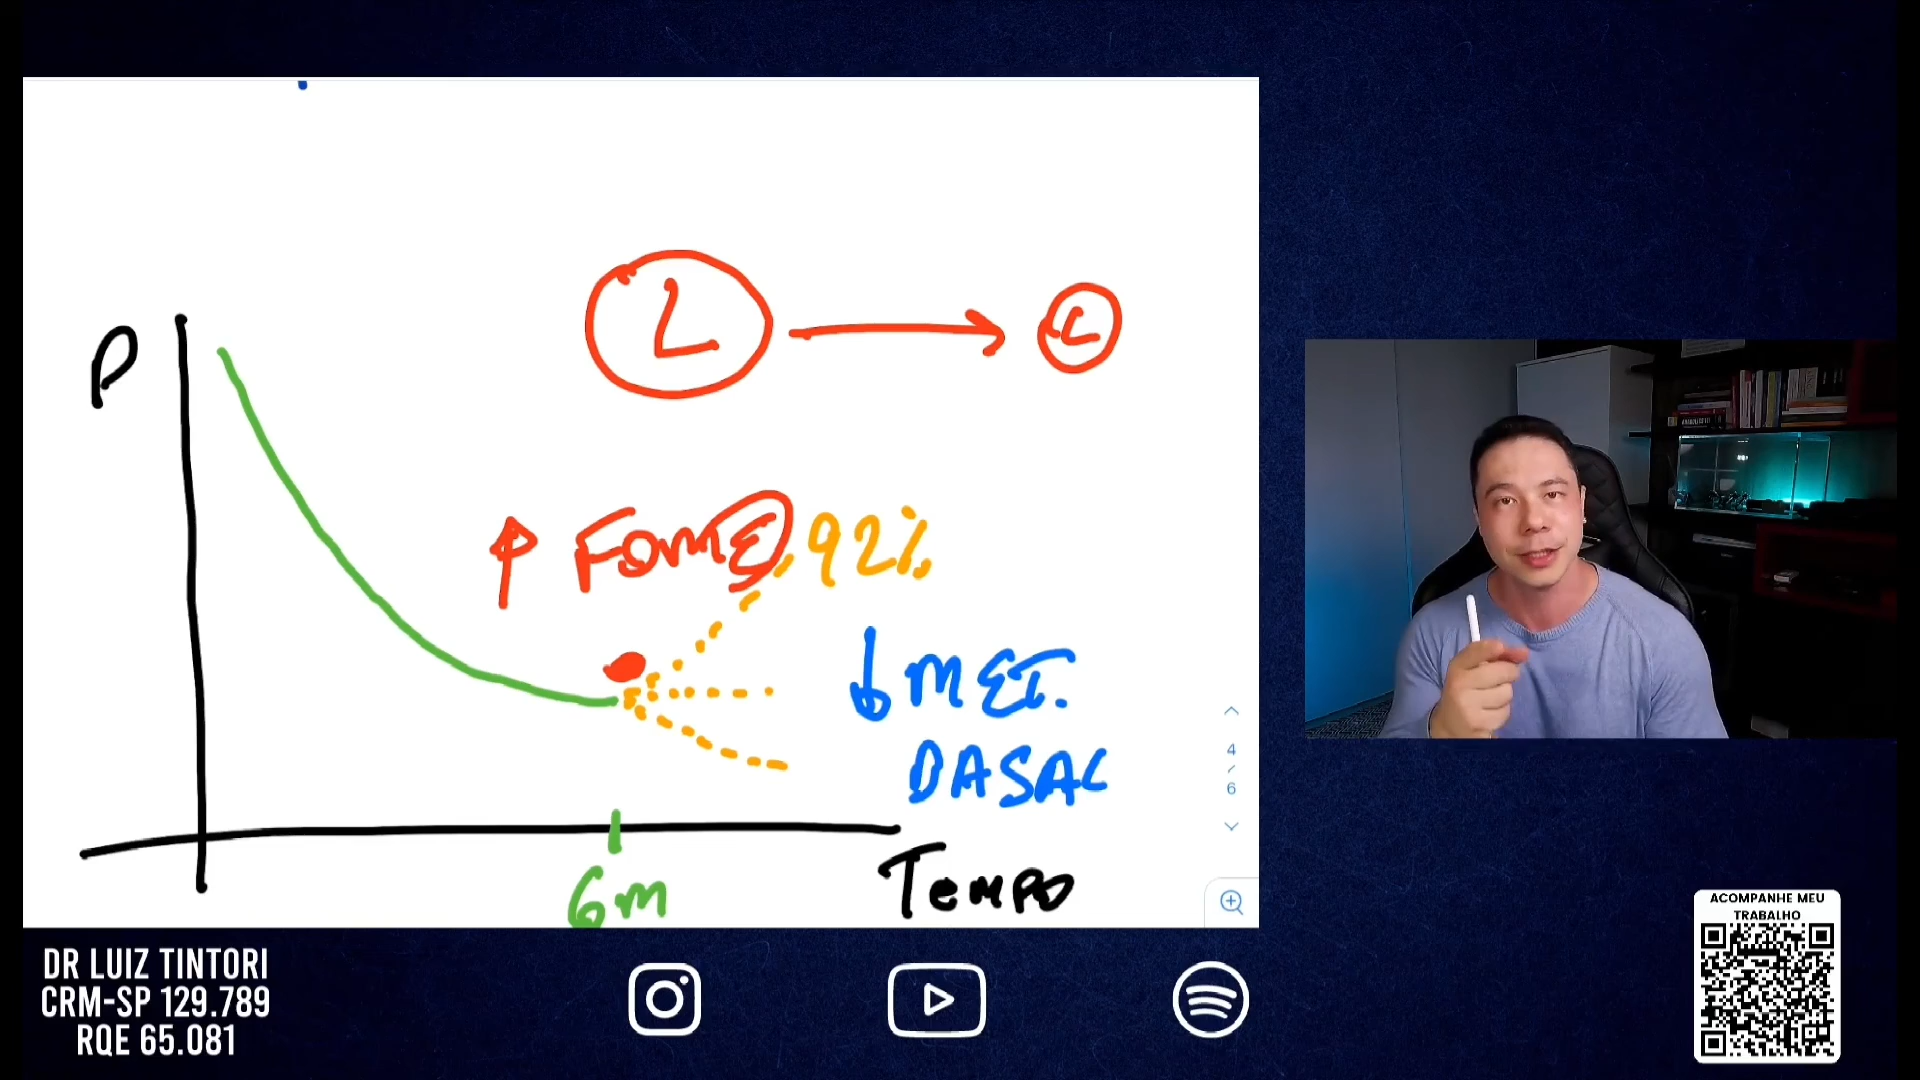 L
L
P
↑ FOME
92%
↓ MET.
BASAL
4
/
6
6m
TEMPO
DR LUIZ TINTORI
CRM-SP 129.789
RQE 65.081
ACOMPANHE MEU
TRABALHO